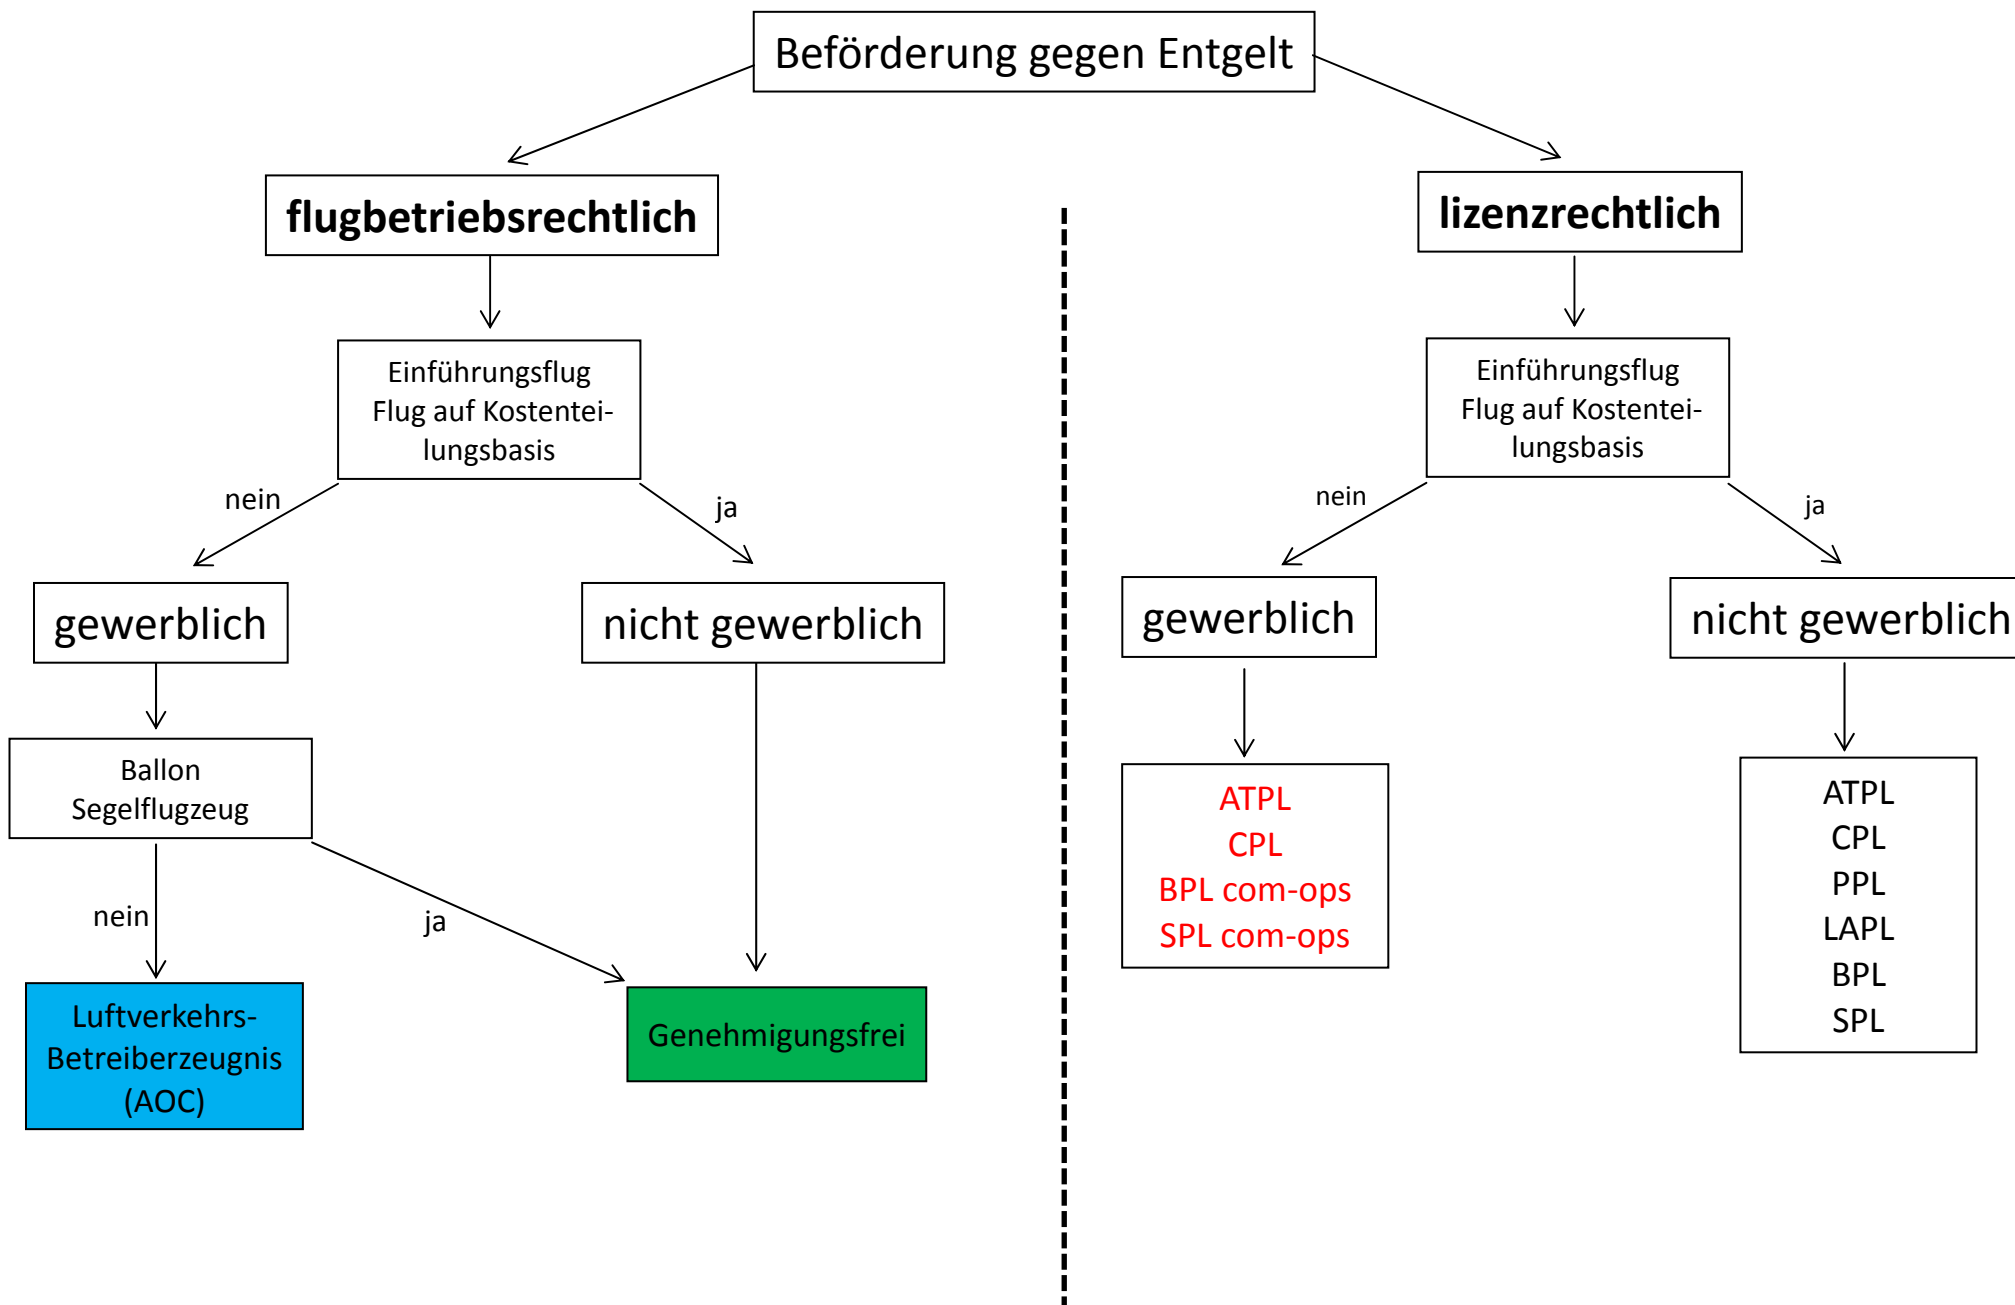 Beförderung gegen Entgelt
flugbetriebsrechtlich
Einführungsflug
Flug auf Kostentei-
lungsbasis
nein
ja
gewerblich
nicht gewerblich
Ballon
Segelflugzeug
nein
ja
Luftverkehrs-
Betreiberzeugnis
(AOC)
Genehmigungsfrei
lizenzrechtlich
Einführungsflug
Flug auf Kostentei-
lungsbasis
nein
ja
gewerblich
nicht gewerblich
ATPL
CPL
BPL com-ops
SPL com-ops
ATPL
CPL
PPL
LAPL
BPL
SPL